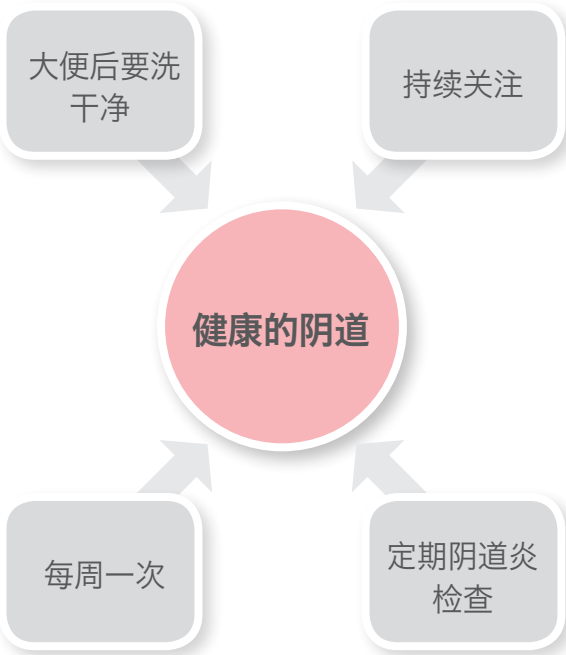 大便后要洗
干净
持续关注
健康的阴道
每周一次
定期阴道炎
检查